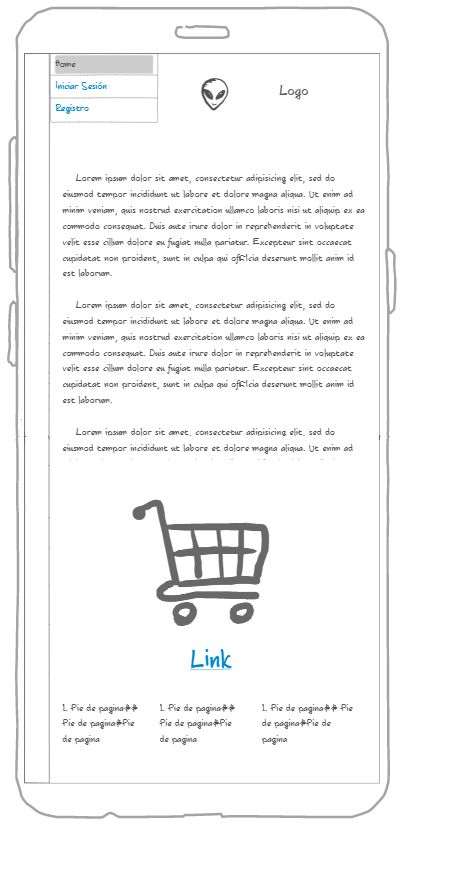 Home
Iniciar Sesión
Registro
Logo
Lorem ipsum dolor sit amet, consectetur adipisicing elit, sed do
eiusmod tempor incididunt ut labore et dolore magna aliqua. Ut enim ad
minim veniam, quis nostrud exercitation ullamco laboris nisi ut aliquip ex ea
commodo consequat. Duis aute irure dolor in reprehenderit in voluptate
velit esse cillum dolore eu fugiat nulla pariatur. Excepteur sint occaecat
cupidatat non proident, sunt in culpa qui officia deserunt mollit anim id
est laborum.
Lorem ipsum dolor sit amet, consectetur adipisicing elit, sed do
eiusmod tempor incididunt ut labore et dolore magna aliqua. Ut enim ad
minim veniam, quis nostrud exercitation ullamco laboris nisi ut aliquip ex ea
commodo consequat. Duis aute irure dolor in reprehenderit in voluptate
velit esse cillum dolore eu fugiat nulla pariatur. Excepteur sint occaecat
cupidatat non proident, sunt in culpa qui officia deserunt mollit anim id
est laborum.
Lorem ipsum dolor sit amet, consectetur adipisicing elit, sed do
eiusmod tempor incididunt ut labore et dolore magna aliqua. Ut enim ad
Link
1. Pie de pagina
Pie de pagina Pie
de pagina
1. Pie de pagina
Pie de pagina Pie
de pagina
1. Pie de pagina Pie
de pagina Pie de
pagina